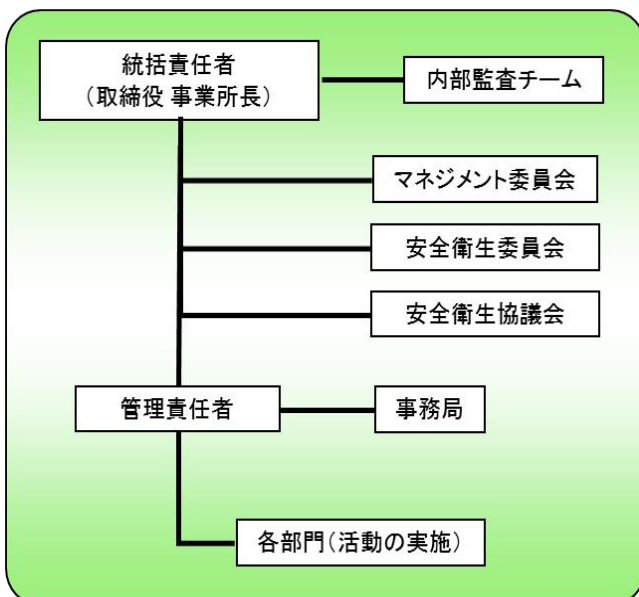 統括責任者
（取締役 事業所長）
内部監査チーム
マネジメント委員会
安全衛生委員会
安全衛生協議会
管理責任者
事務局
各部門（活動の実施）